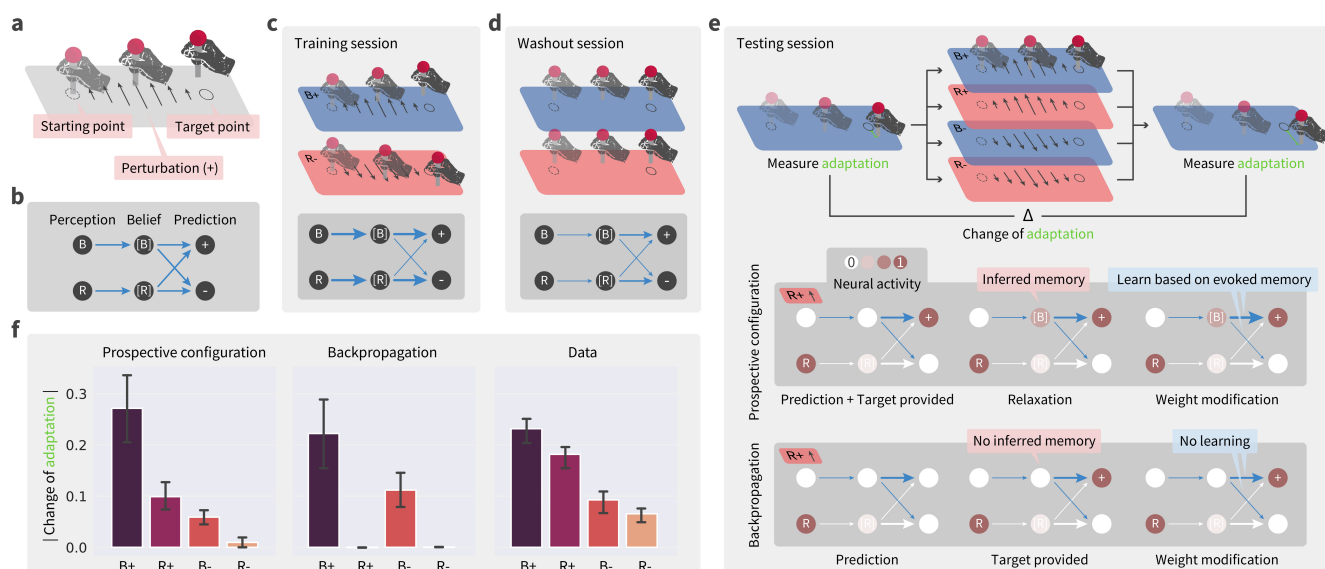 a
Starting point
Target point
Perturbation (+)
b
Perception
Belief
Prediction
B
[B]
+
R
[R]
-
c
Training session
B+
R-
B
[B]
+
R
[R]
-
d
Washout session
B
[B]
+
R
[R]
-
e
Testing session
B+
R+
B-
R-
Measure adaptation
Measure adaptation
Δ
Change of adaptation
0
1
Neural activity
Prospective configuration
R+
+
R
[R]
Prediction + Target provided
Inferred memory
[B]
+
R
[R]
Relaxation
Learn based on evoked memory
[B]
+
R
[R]
Weight modification
Backpropagation
R+
R
[R]
Prediction
No inferred memory
+
R
[R]
Target provided
No learning
+
R
[R]
Weight modification
f
Prospective configuration
Backpropagation
Data
| Change of adaptation |
0.3
0.2
0.1
0.0
B+ R+ B- R-
B+ R+ B- R-
B+ R+ B- R-